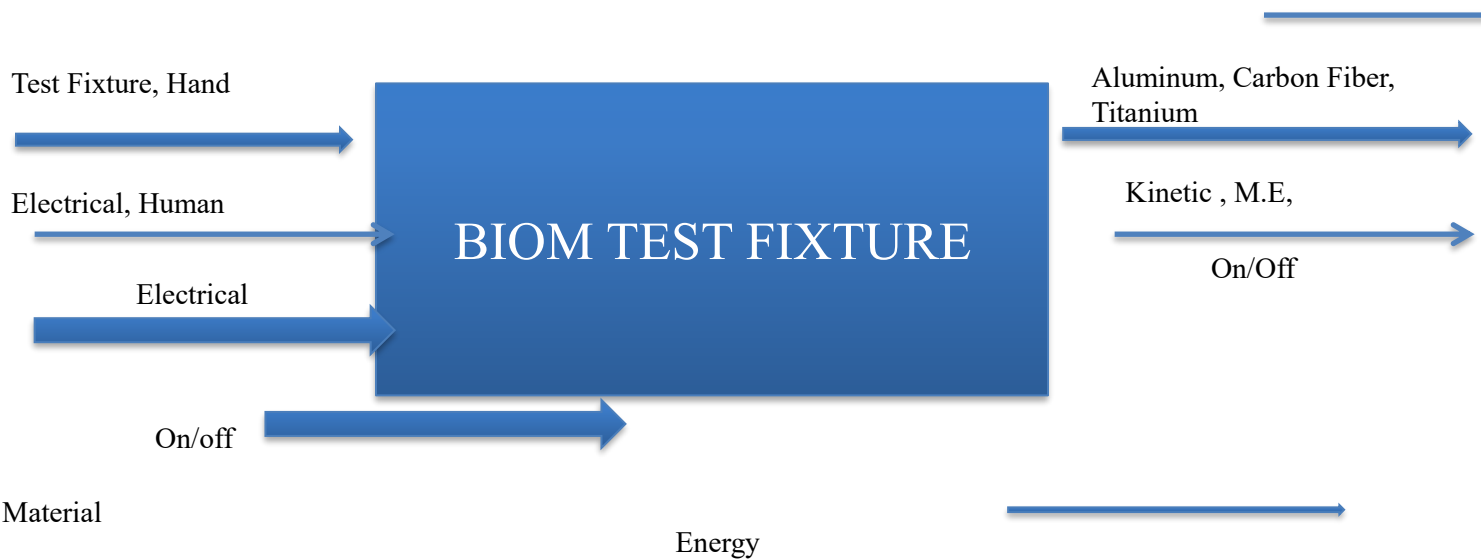 Test Fixture, Hand
Aluminum, Carbon Fiber,
Titanium
Electrical, Human
Kinetic , M.E,
BIOM TEST FIXTURE
On/Off
Electrical
On/off
Material
Energy